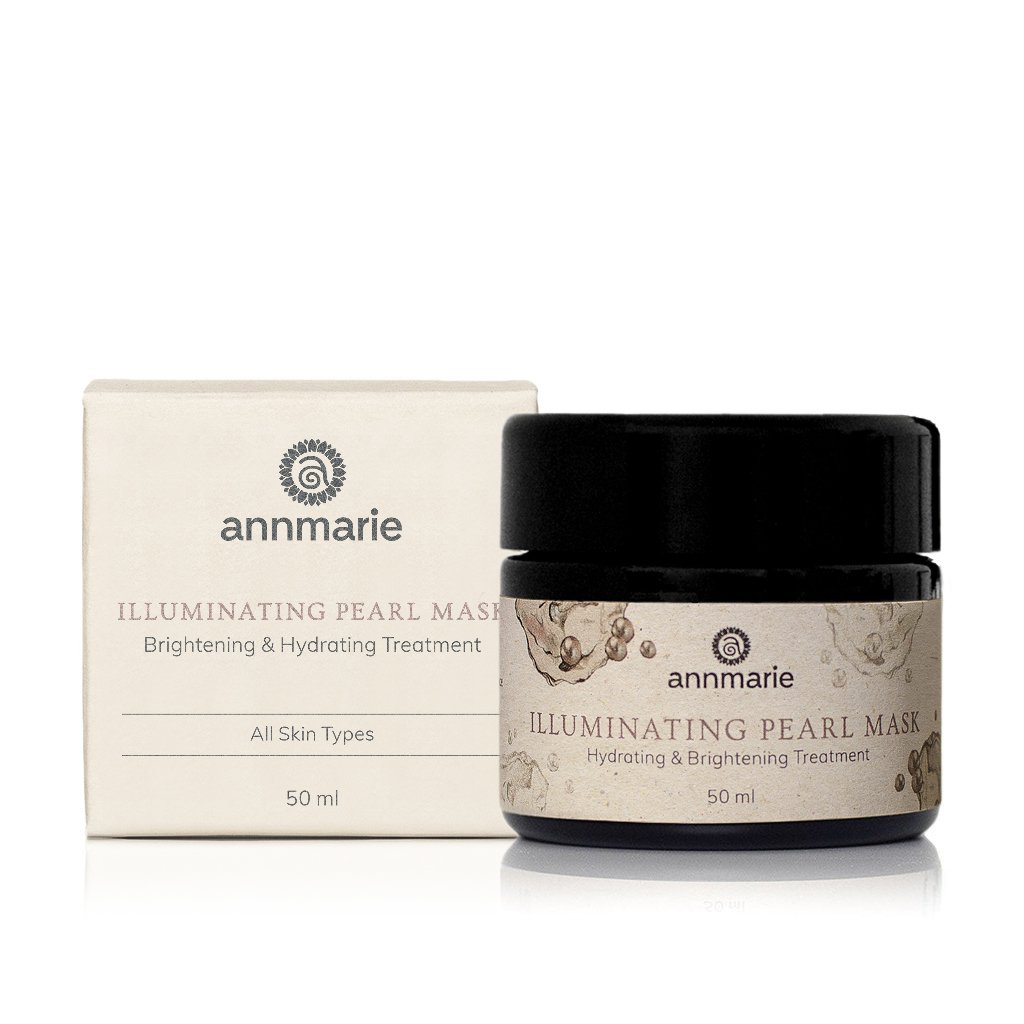 annmarie
ILLUMINATING PEARL MASK
Brightening & Hydrating Treatment
All Skin Types
50 ml
annmarie
ILLUMINATING PEARL MASK
Hydrating & Brightening Treatment
50 ml